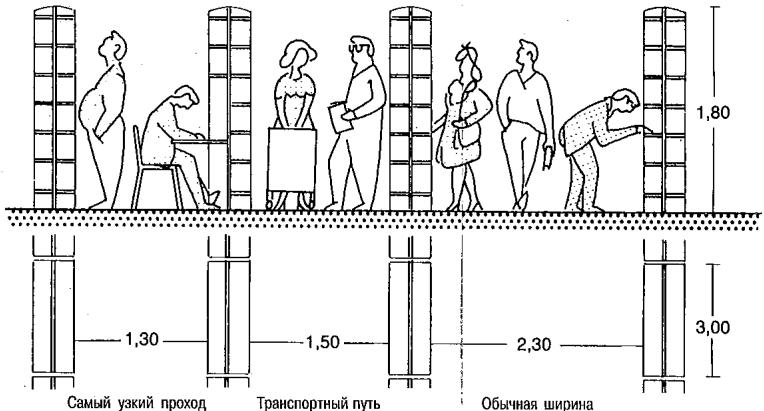 1,80
3,00
1,30
1,50
2,30
Самый узкий проход
Транспортный путь
Обычная ширина